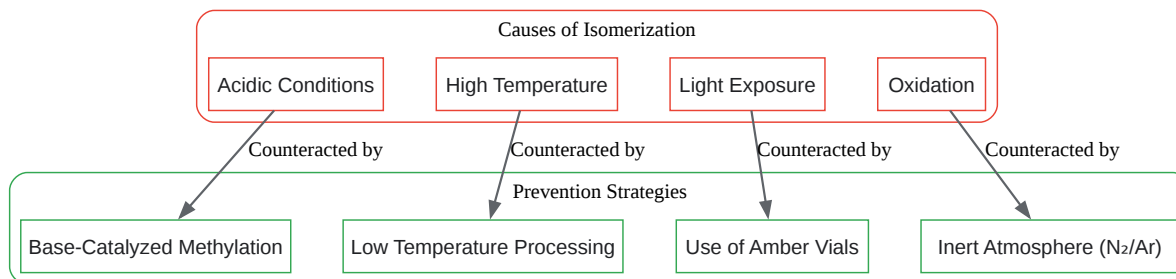 Causes of Isomerization
Acidic Conditions
High Temperature
Light Exposure
Oxidation
Counteracted by
Counteracted by
Counteracted by
Counteracted by
Prevention Strategies
Base-Catalyzed Methylation
Low Temperature Processing
Use of Amber Vials
Inert Atmosphere (N₂/Ar)